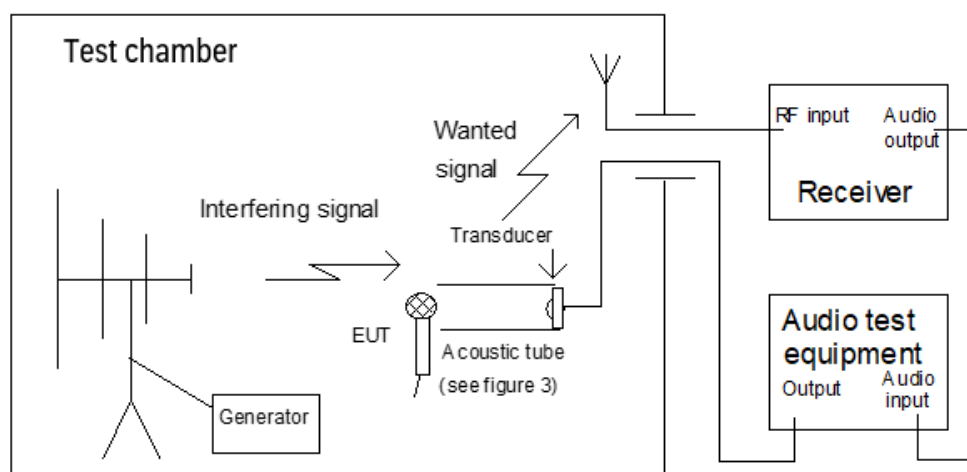 Test chamber
Wanted
signal
RF input
Audio
output
Receiver
Interfering signal
Transducer
EUT
Acoustic tube
(see figure 3)
Generator
Audio test
equipment
Output
Audio
input